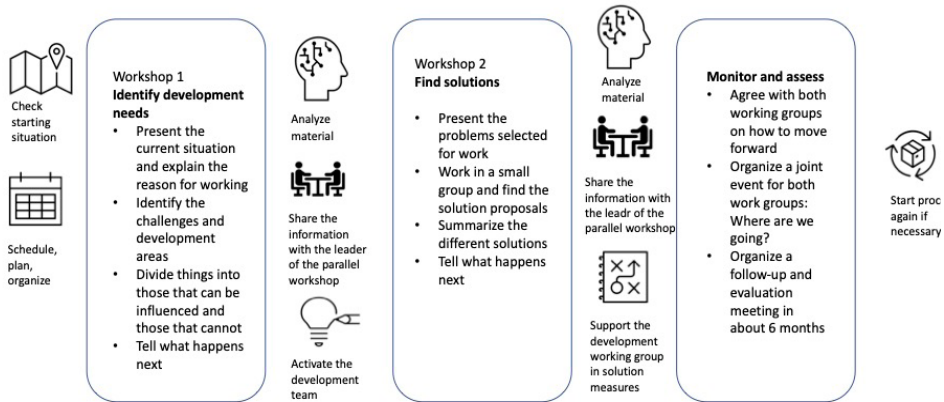 Check
starting
situation
Schedule,
plan,
organize
Workshop 1
Identify development
needs
• Present the
current situation
and explain the
reason for working
• Identify the
challenges and
development
areas
• Divide things into
those that can be
influenced and
those that cannot
• Tell what happens
next
Analyze
material
Share the
information
with the leader
of the parallel
workshop
Activate the
development
team
Workshop 2
Find solutions
• Present the
problems selected
for work
• Work in a small
group and find the
solution proposals
• Summarize the
different solutions
• Tell what happens
next
Analyze
material
Share the
information with
the leadr of the
parallel workshop
Support the
development
working group
in solution
measures
Monitor and assess
• Agree with both
working groups
on how to move
forward
• Organize a joint
event for both
work groups:
Where are we
going?
• Organize a
follow-up and
evaluation
meeting in
about 6 months
Start proc
again if
necessary